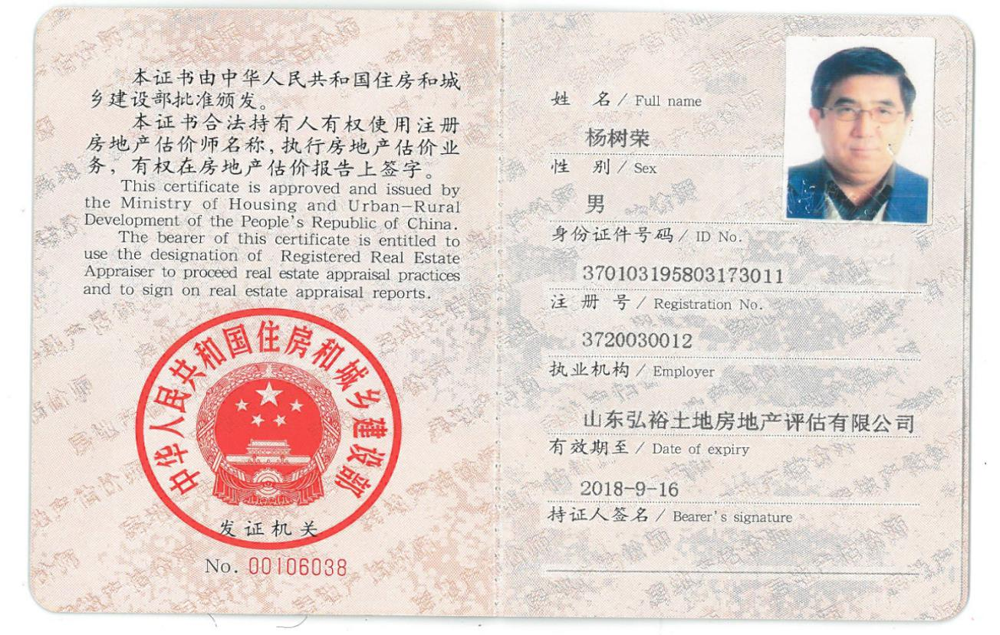 本证书由中华人民共和国住房和城
乡建设部批准颁发。
本证书合法持有人有权使用注册
房地产估价师名称，执行房地产估价业
务，有权在房地产估价报告上签字。
This certificate is approved and issued by
the Ministry of Housing and Urban-Rural
Development of the People's Republic of China.
The bearer of this certificate is entitled to
use the designation of Registered Real Estate
Appraiser to proceed real estate appraisal practices
and to sign on real estate appraisal reports.
中华人民共和国住房和城乡建设部
发证机关
No. 00106038
姓 名 / Full name
杨树荣
性 别 / Sex
男
身份证件号码 / ID No.
370103195803173011
注 册 号 / Registration No.
3720030012
执业机构 / Employer
山东弘裕土地房地产评估有限公司
有效期至 / Date of expiry
2018-9-16
持证人签名 / Bearer's signature